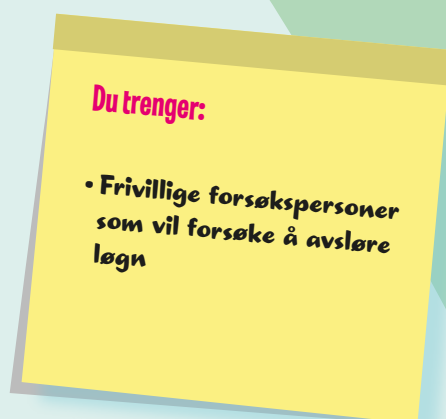 Du trenger:
• Frivillige forsøkspersoner
som vil forsøke å avsløre
løgn